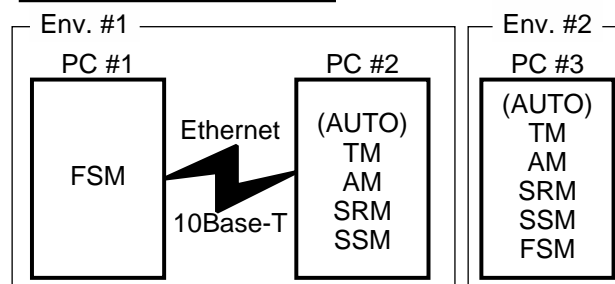 Env. #1
PC #1
FSM
Ethernet
10Base-T
PC #2
(AUTO)
TM
AM
SRM
SSM
Env. #2
PC #3
(AUTO)
TM
AM
SRM
SSM
FSM